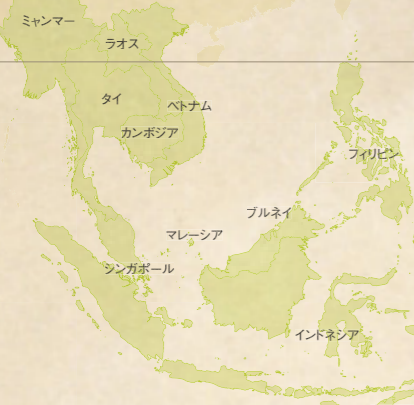 ミャンマー
ラオス
タイ
ベトナム
カンボジア
フィリピン
ブルネイ
マレーシア
シンガポール
インドネシア